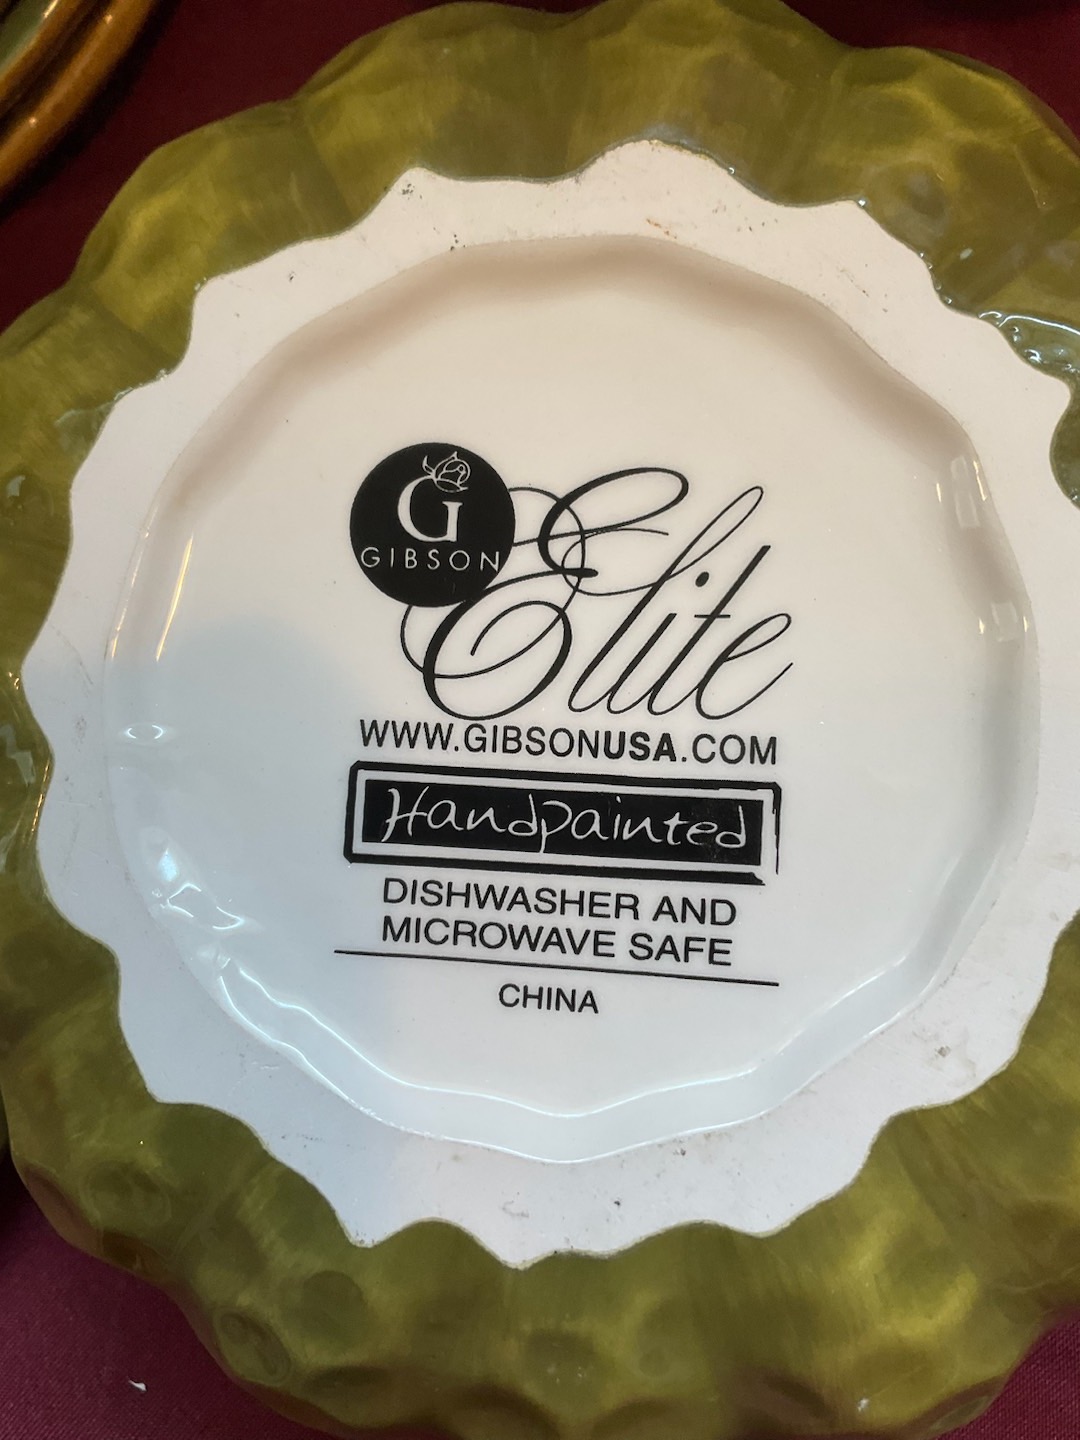 G
GIBSON
Elite
WWW.GIBSONUSA.COM
Handpainted
DISHWASHER AND
MICROWAVE SAFE
CHINA